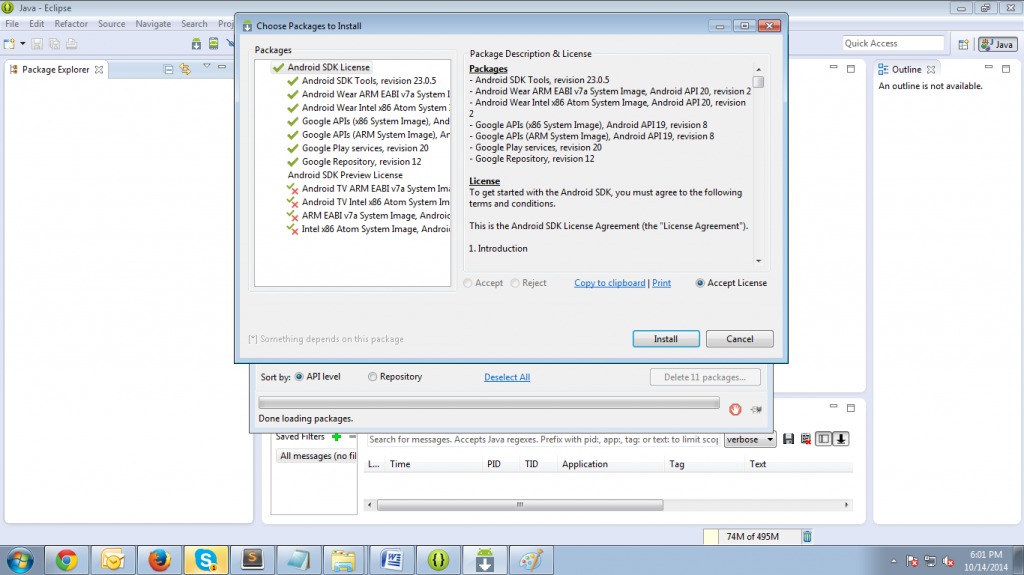 Java - Eclipse
File Edit Refactor Source Navigate Search Proj
Quick Access
Java
Package Explorer
Outline
An outline is not available.
Choose Packages to Install
Packages
Android SDK License
Android SDK Tools, revision 23.0.5
Android Wear ARM EABI v7a System I
Android Wear Intel x86 Atom System
Google APIs (x86 System Image), And
Google APIs (ARM System Image), Ar
Google Play services, revision 20
Google Repository, revision 12
Android SDK Preview License
Android TV ARM EABI v7a System Ima
Android TV Intel x86 Atom System Im
ARM EABI v7a System Image, Android
Intel x86 Atom System Image, Androi
Package Description & License
Packages
- Android SDK Tools, revision 23.0.5
- Android Wear ARM EABI v7a System Image, Android API 20, revision 2
- Android Wear Intel x86 Atom System Image, Android API 20, revision
2
- Google APIs (x86 System Image), Android API 19, revision 8
- Google APIs (ARM System Image), Android API 19, revision 8
- Google Play services, revision 20
- Google Repository, revision 12
License
To get started with the Android SDK, you must agree to the following
terms and conditions.
This is the Android SDK License Agreement (the "License Agreement").
1. Introduction
Accept Reject Copy to clipboard | Print Accept License
[*] Something depends on this package
Install Cancel
Sort by: API level Repository Deselect All Delete 11 packages...
Done loading packages.
Saved Filters
All messages (no fil
Search for messages. Accepts Java regexes. Prefix with pid:, app:, tag: or text: to limit scop
verbose
L... Time PID TID Application Tag Text
74M of 495M
6:01 PM
10/14/2014